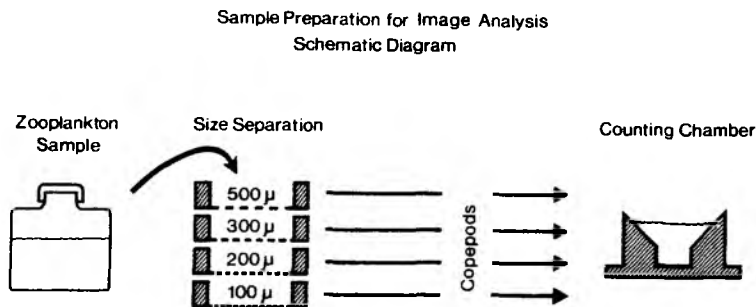 Sample Preparation for Image Analysis
Schematic Diagram
Zooplankton
Sample
Size Separation
Counting Chamber
500 µ
300 µ
200 µ
100 µ
Copepods